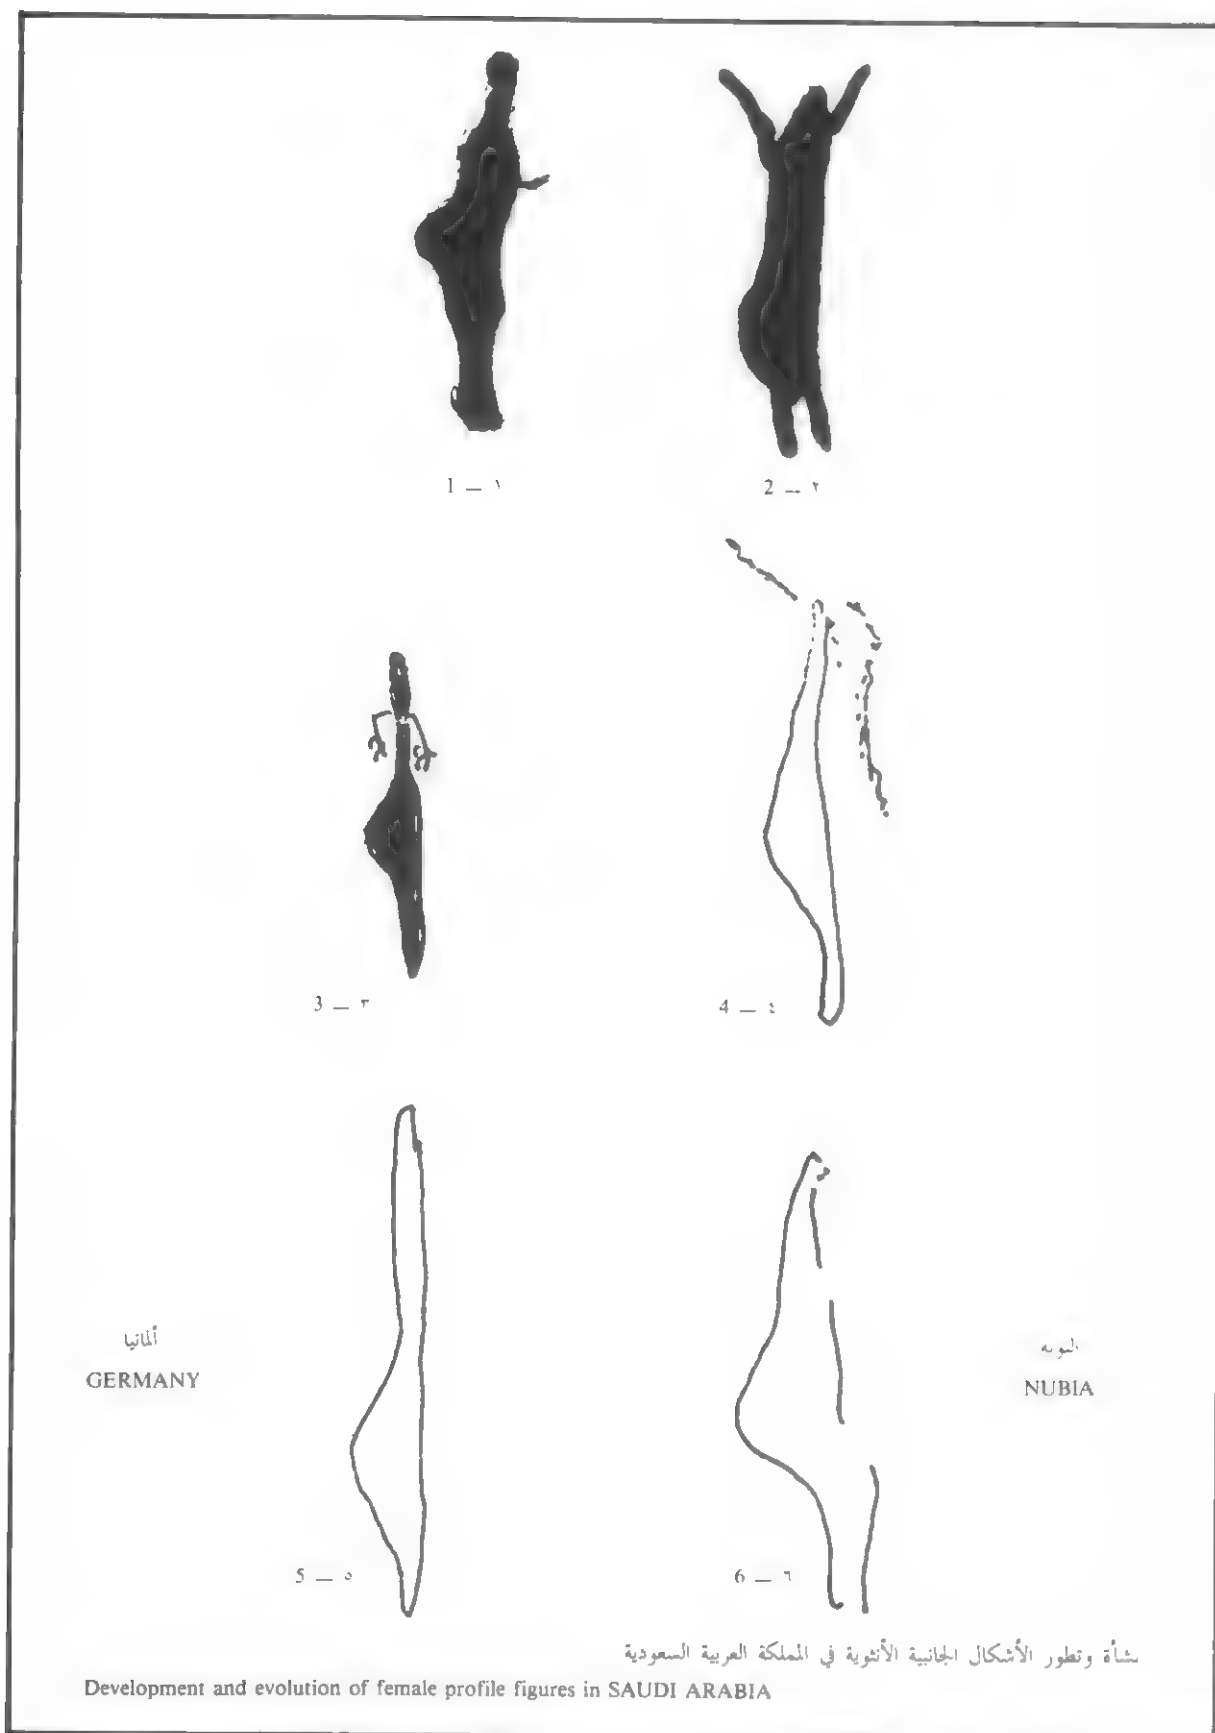 1 — ١
2 — ٢
3 — ٣
4 — ٤
ألمانيا
GERMANY
النوبه
NUBIA
5 — ٥
6 — ٦
نشأة وتطور الأشكال الجانبية الأنثوية في المملكة العربية السعودية
Development and evolution of female profile figures in SAUDI ARABIA